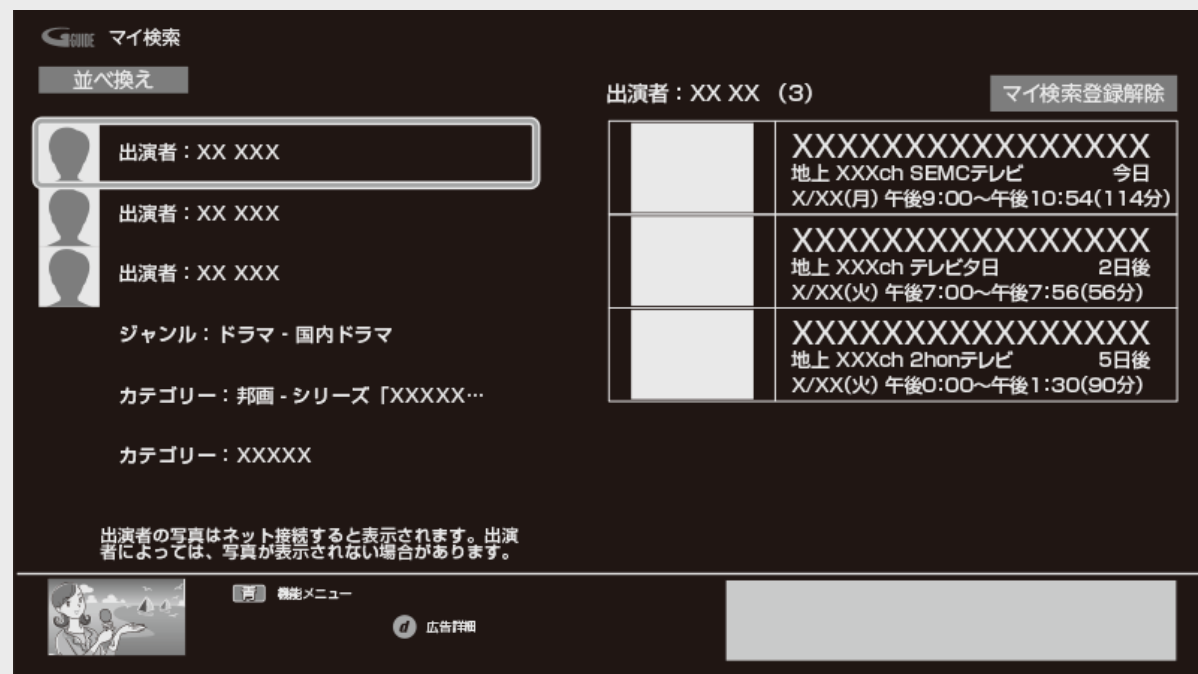 GGUIDE マイ検索
並べ換え
出演者：XX XXX
出演者：XX XXX
出演者：XX XXX
ジャンル：ドラマ - 国内ドラマ
カテゴリー：邦画 - シリーズ「XXXXX…
カテゴリー：XXXXX
出演者の写真はネット接続すると表示されます。出演
者によっては、写真が表示されない場合があります。
出演者：XX XX （3）
マイ検索登録解除
XXXXXXXXXXXXXXXX
地上 XXXch SEMCテレビ 今日
X/XX(月) 午後9:00～午後10:54(114分)
XXXXXXXXXXXXXXXX
地上 XXXch テレビタ日 2日後
X/XX(火) 午後7:00～午後7:56(56分)
XXXXXXXXXXXXXXXX
地上 XXXch 2honテレビ 5日後
X/XX(火) 午後0:00～午後1:30(90分)
青 機能メニュー
d 広告詳細